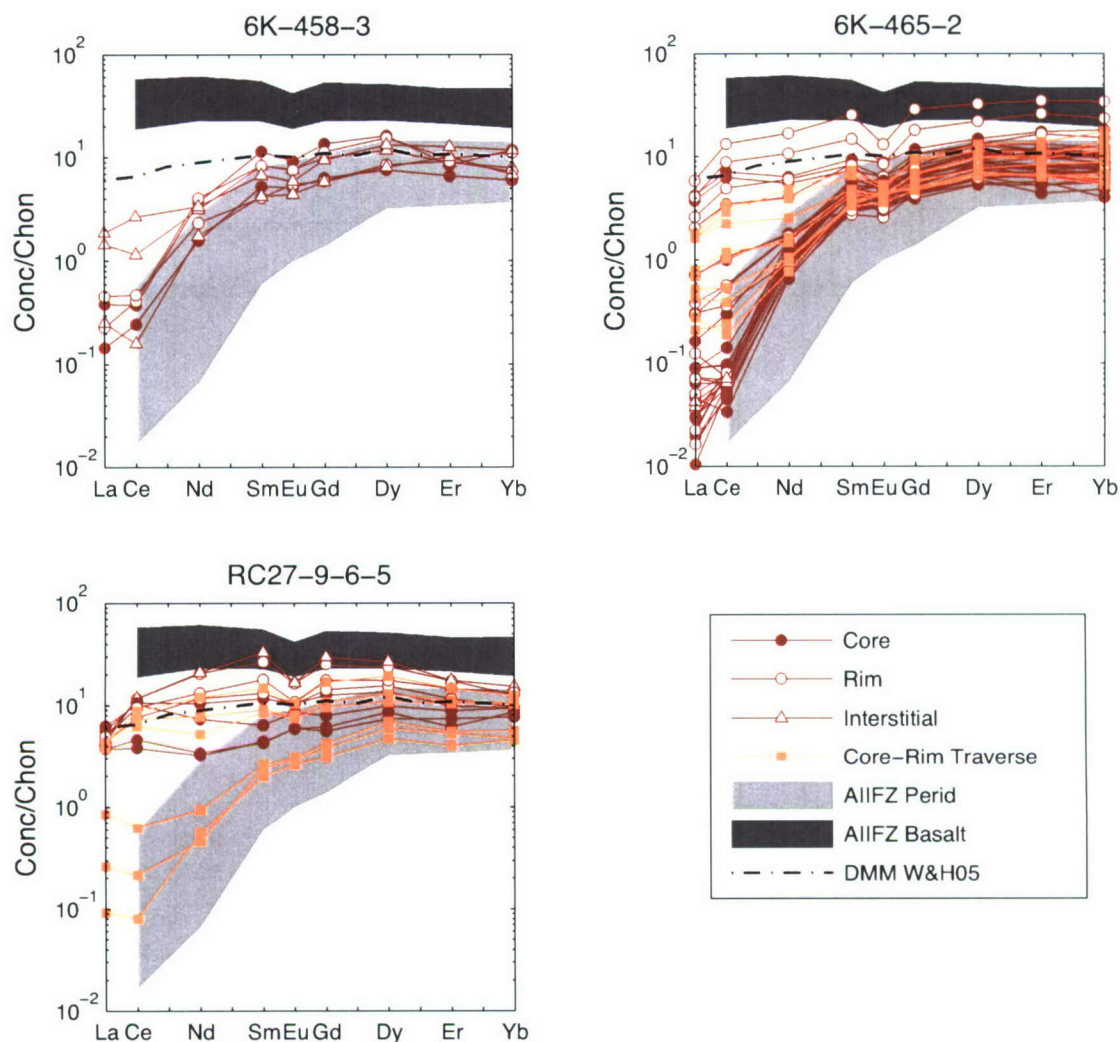 6K-458-3
10^2
10^1
10^0
10^-1
10^-2
Conc/Chon
La Ce Nd Sm Eu Gd Dy Er Yb
6K-465-2
10^2
10^1
10^0
10^-1
10^-2
Conc/Chon
La Ce Nd Sm Eu Gd Dy Er Yb
RC27-9-6-5
10^2
10^1
10^0
10^-1
10^-2
Conc/Chon
La Ce Nd Sm Eu Gd Dy Er Yb
Core
Rim
Interstitial
Core-Rim Traverse
AIIFZ Perid
AIIFZ Basalt
DMM W&H05